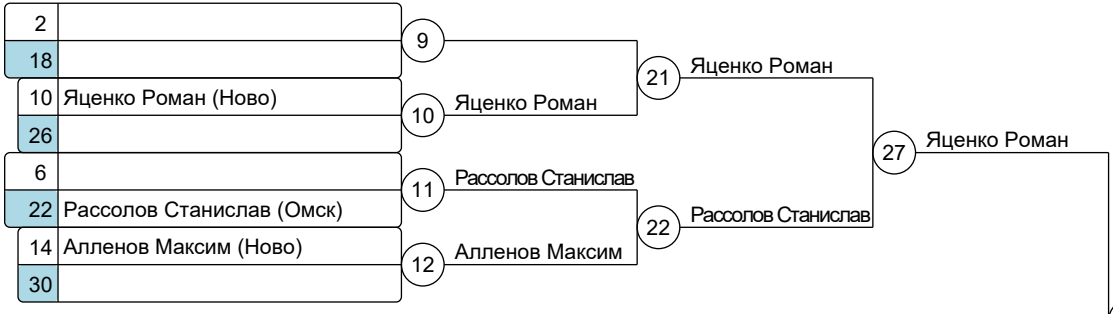 2
9
18
21 Яценко Роман
10 Яценко Роман (Ново)
10 Яценко Роман
26
27 Яценко Роман
6
11 Рассолов Станислав
22 Рассолов Станислав (Омск)
22 Рассолов Станислав
14 Алленов Максим (Ново)
12 Алленов Максим
30